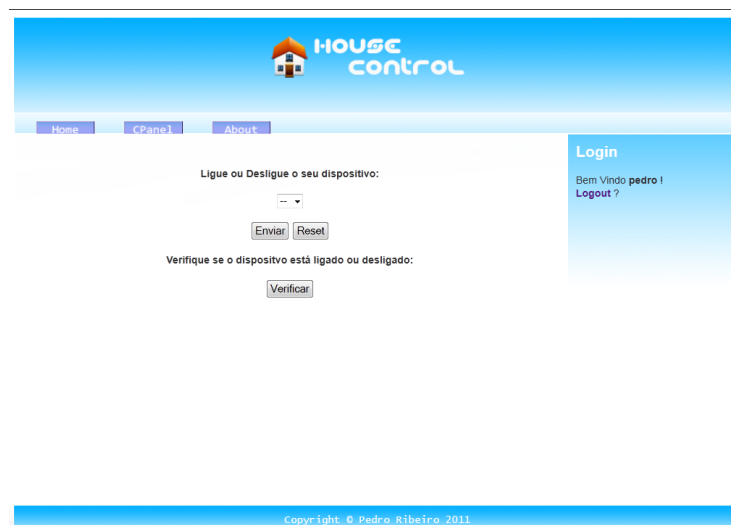 House
control
Home CPanel About
Login
Bem Vindo pedro !
Logout ?
Ligue ou Desligue o seu dispositivo:
--
Enviar Reset
Verifique se o dispositvo está ligado ou desligado:
Verificar
Copyright © Pedro Ribeiro 2011